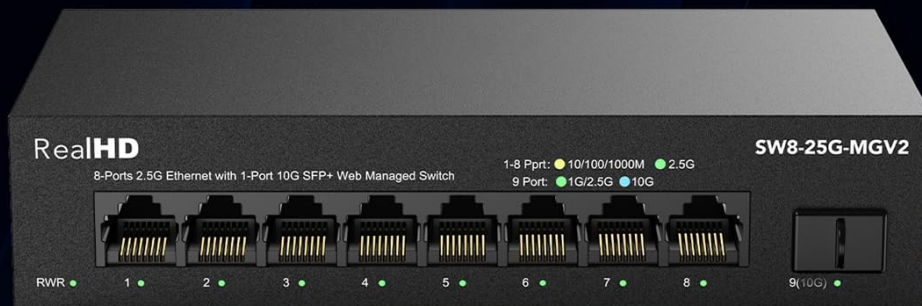 RealHD
SW8-25G-MGV2
8-Ports 2.5G Ethernet with 1-Port 10G SFP+ Web Managed Switch
1-8 Pprt: 10/100/1000M 2.5G
9 Port: 1G/2.5G 10G
RWR 1 2 3 4 5 6 7 8 9(10G)